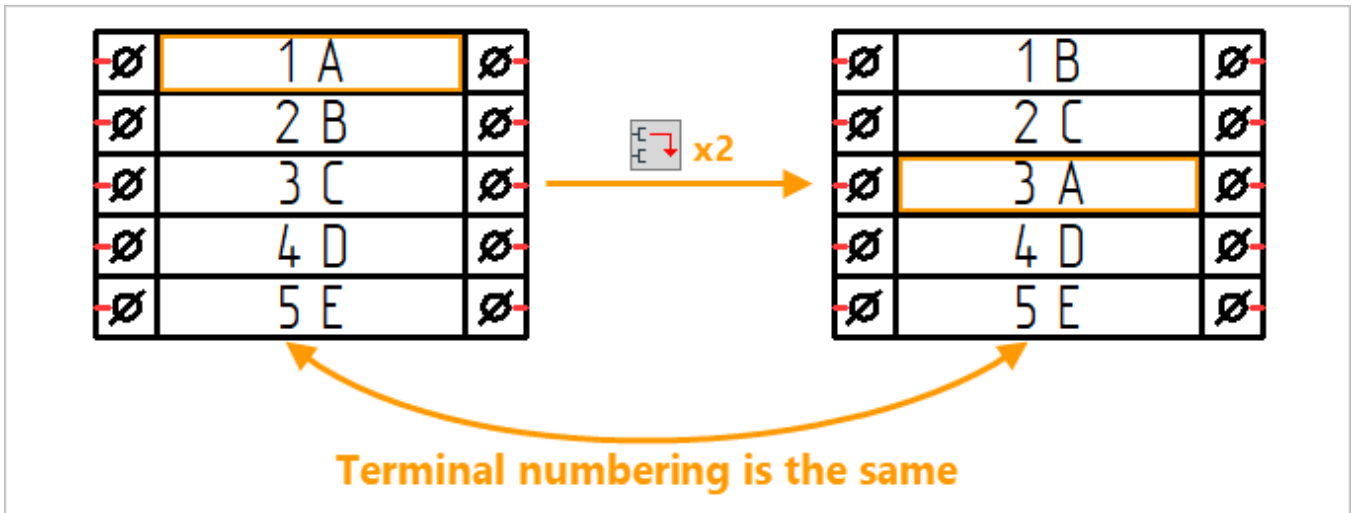 1 A
2 B
3 C
4 D
5 E
x2
1 B
2 C
3 A
4 D
5 E
Terminal numbering is the same